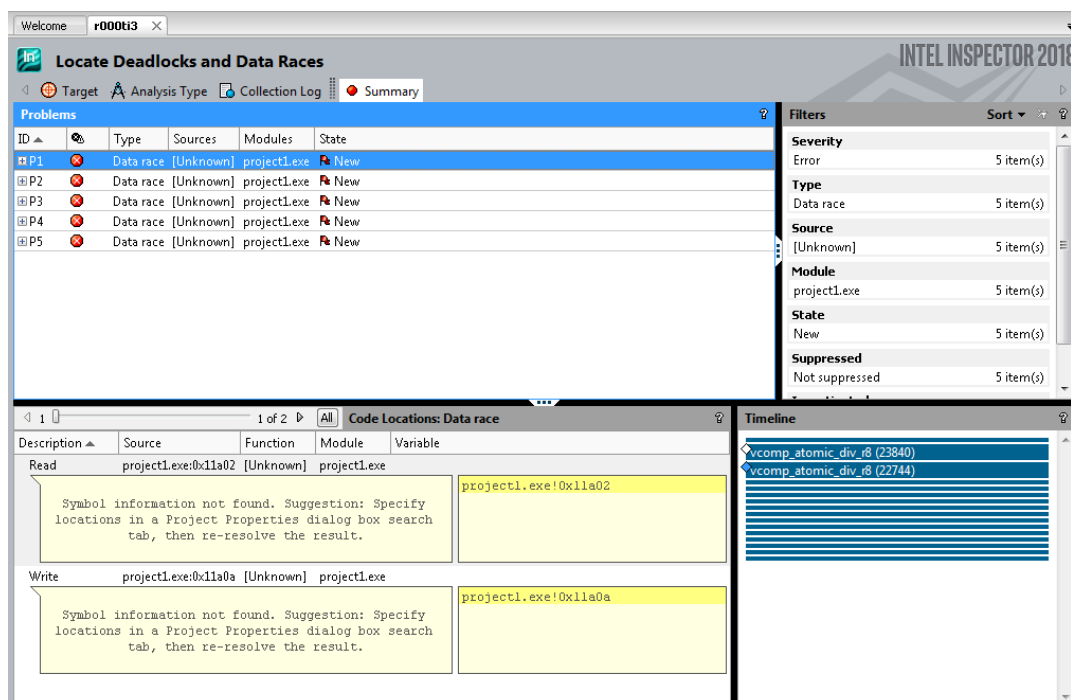 Welcome r000ti3
Locate Deadlocks and Data Races
INTEL INSPECTOR 2018
Target Analysis Type Collection Log Summary
Problems ?
ID Type Sources Modules State
P1 Data race [Unknown] project1.exe New
P2 Data race [Unknown] project1.exe New
P3 Data race [Unknown] project1.exe New
P4 Data race [Unknown] project1.exe New
P5 Data race [Unknown] project1.exe New
Filters Sort ?
Severity
Error 5 item(s)
Type
Data race 5 item(s)
Source
[Unknown] 5 item(s)
Module
project1.exe 5 item(s)
State
New 5 item(s)
Suppressed
Not suppressed 5 item(s)
1 1 of 2 All Code Locations: Data race ?
Description Source Function Module Variable
Read project1.exe:0x11a02 [Unknown] project1.exe
Symbol information not found. Suggestion: Specify
locations in a Project Properties dialog box search
tab, then re-resolve the result.
project1.exe!0x11a02
Write project1.exe:0x11a0a [Unknown] project1.exe
Symbol information not found. Suggestion: Specify
locations in a Project Properties dialog box search
tab, then re-resolve the result.
project1.exe!0x11a0a
Timeline ?
vcomp_atomic_div_r8 (23840)
vcomp_atomic_div_r8 (22744)